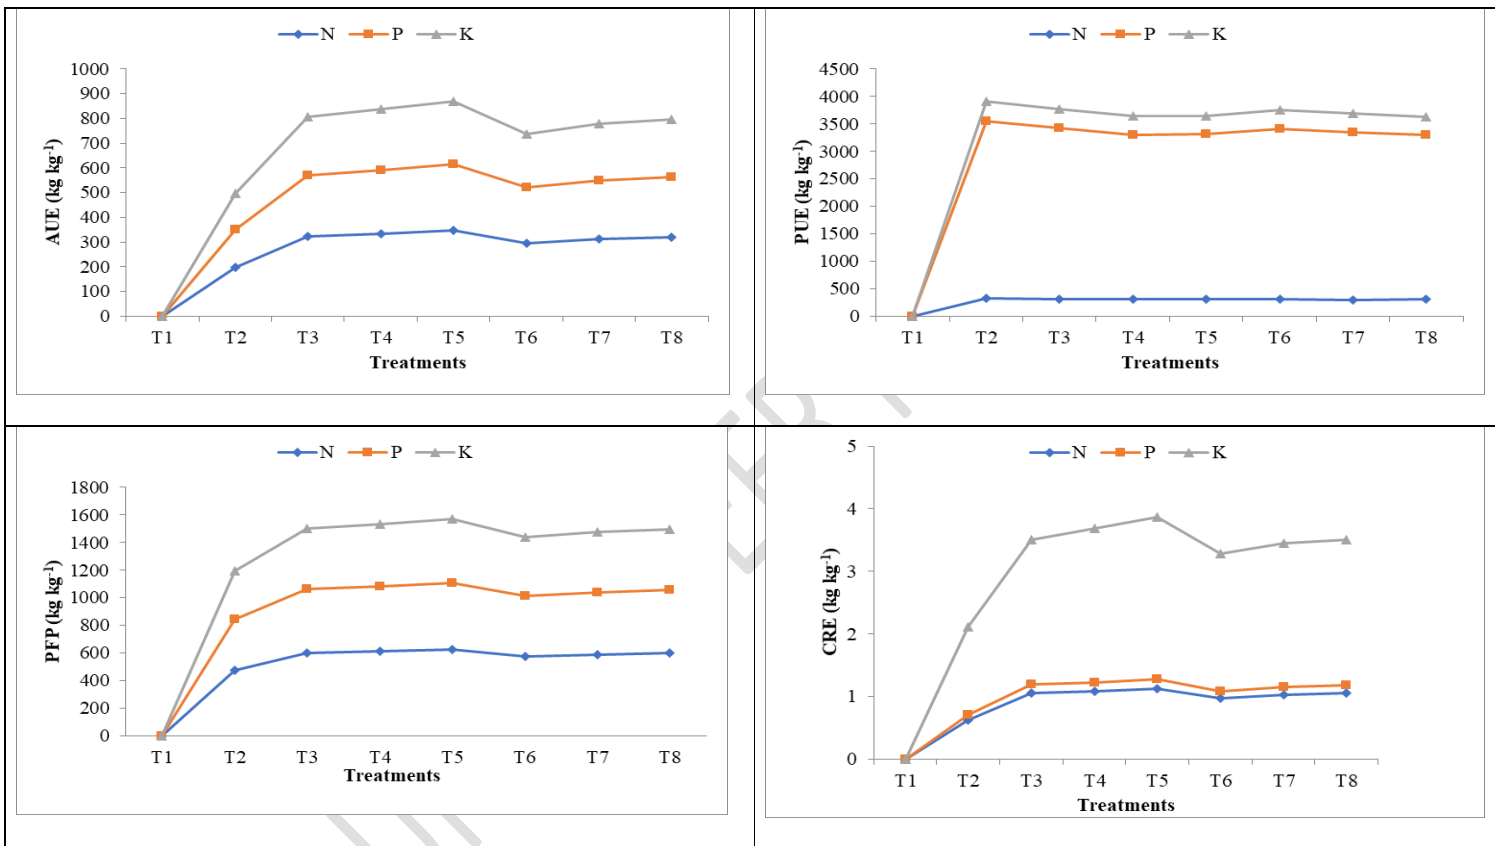 N P K
1000
900
800
700
600
500
400
300
200
100
0
AUE (kg kg-1)
T1 T2 T3 T4 T5 T6 T7 T8
Treatments
N P K
4500
4000
3500
3000
2500
2000
1500
1000
500
0
PUE (kg kg-1)
T1 T2 T3 T4 T5 T6 T7 T8
Treatments
N P K
1800
1600
1400
1200
1000
800
600
400
200
0
PFP (kg kg-1)
T1 T2 T3 T4 T5 T6 T7 T8
Treatments
N P K
5
4
3
2
1
0
CRE (kg kg-1)
T1 T2 T3 T4 T5 T6 T7 T8
Treatments